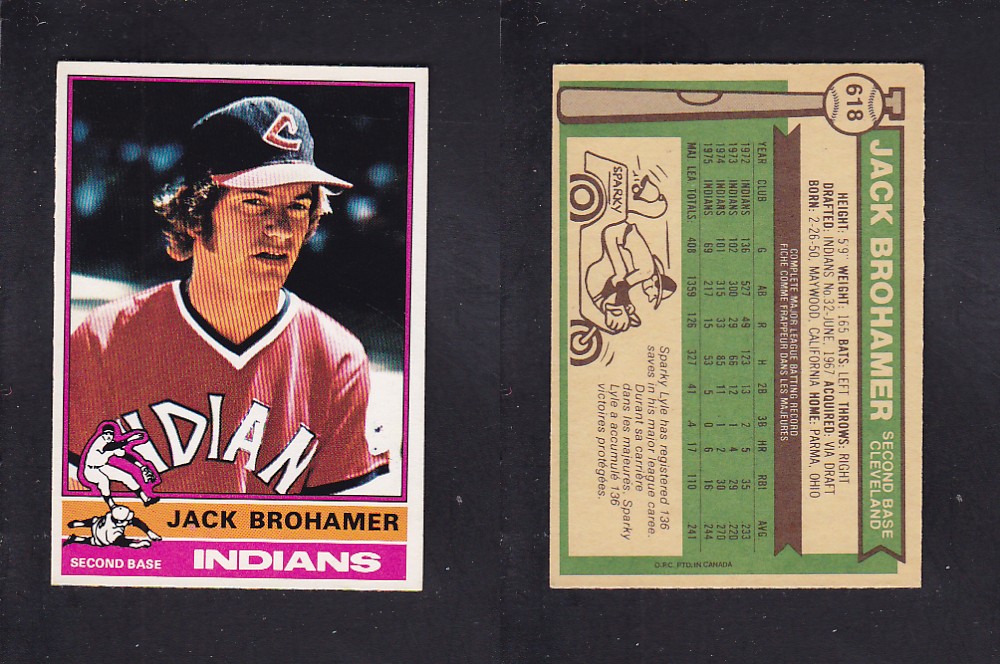 C
INDIAN
JACK BROHAMER
SECOND BASE
INDIANS
618
JACK BROHAMER SECOND BASE
CLEVELAND
HEIGHT: 5'9" WEIGHT: 165 BATS: LEFT THROWS: RIGHT
DRAFTED: INDIANS No.32-JUNE, 1967 ACQUIRED: VIA DRAFT
BORN: 2-26-50, MAYWOOD, CALIFORNIA HOME: PARMA, OHIO
COMPLETE MAJOR LEAGUE BATTING RECORD
FICHE COMME FRAPPEUR DANS LES MAJEURES
YEAR CLUB G AB R H 2B 3B HR RBI AVG.
1972 INDIANS 136 527 49 123 13 2 5 35 233
1973 INDIANS 102 300 29 66 12 1 4 29 220
1974 INDIANS 101 315 33 85 11 1 2 30 270
1975 INDIANS 69 217 15 53 5 0 6 16 244
MAJ. LEA. TOTALS: 408 1359 126 327 41 4 17 110 241
SPARKY
Sparky Lyle has registered 136
saves in his major league caree.
Durant sa carrière
dans les majeures, Sparky
Lyle a accumulé 136
victoires protégées.
O.P.C. PTD. IN CANADA